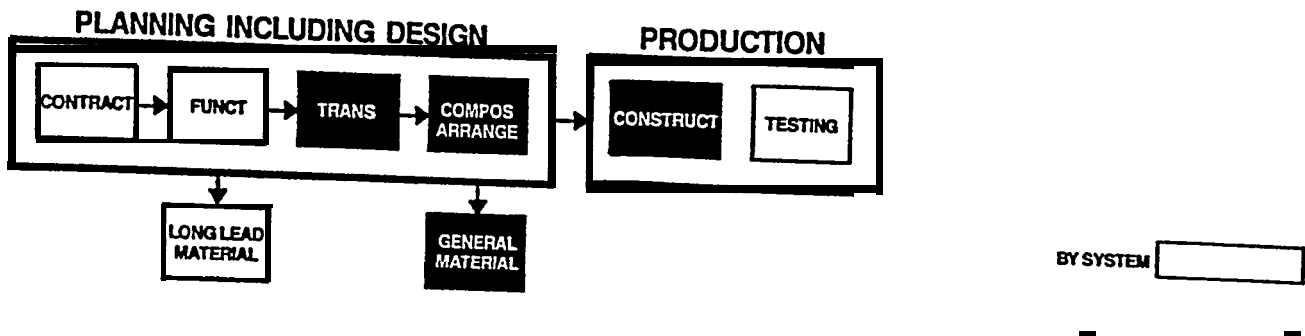 PLANNING INCLUDING DESIGN
PRODUCTION
CONTRACT
FUNCT
TRANS
COMPOS
ARRANGE
CONSTRUCT
TESTING
LONG LEAD
MATERIAL
GENERAL
MATERIAL
BY SYSTEM